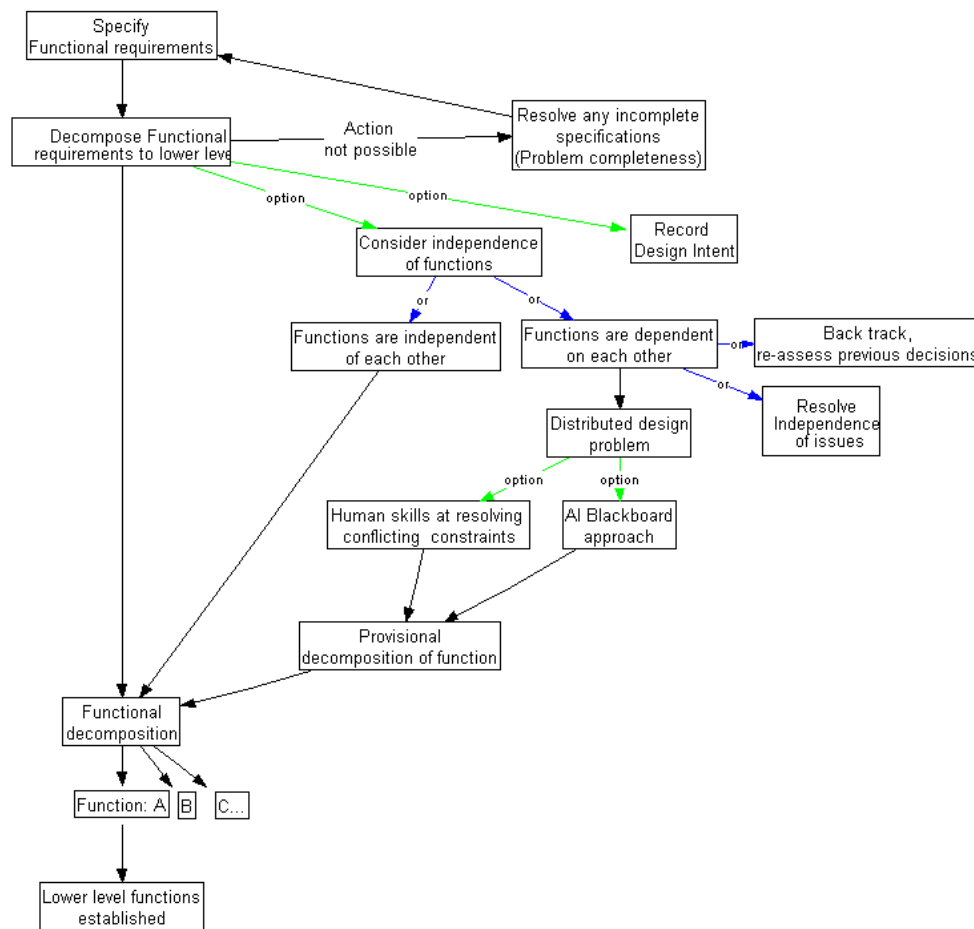 Specify
Functional requirements
Decompose Functional
requirements to lower leve
Action
not possible
Resolve any incomplete
specifications
(Problem completeness)
option
option
Record
Design Intent
Consider independence
of functions
or
or
Functions are independent
of each other
Functions are dependent
on each other
or
Back track,
re-assess previous decisions
or
Resolve
Independence
of issues
Distributed design
problem
option
option
Human skills at resolving
conflicting constraints
AI Blackboard
approach
Provisional
decomposition of function
Functional
decomposition
Function: A
B
C...
Lower level functions
established